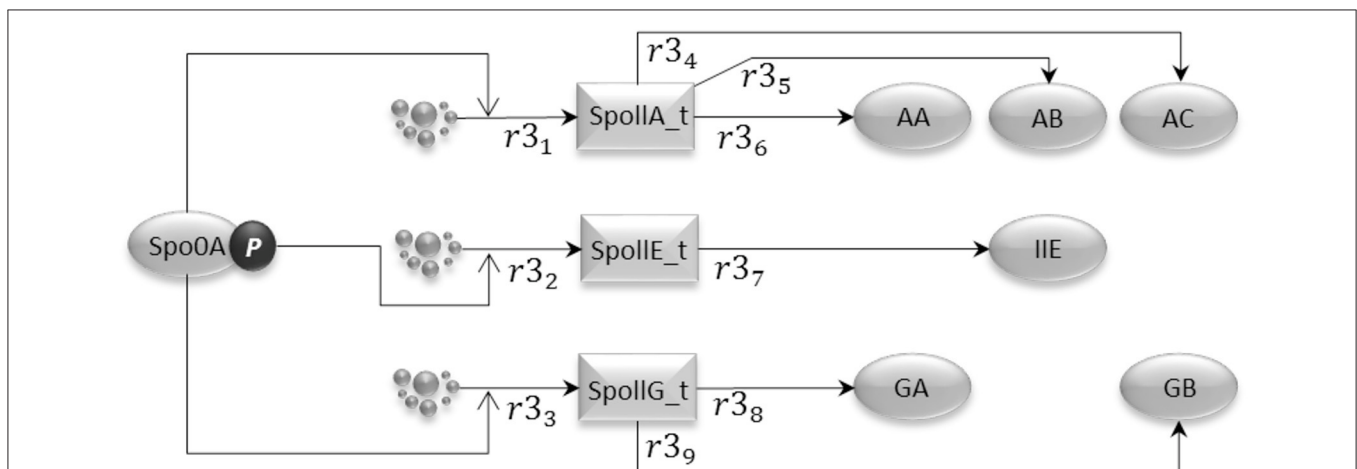 r3₄
r3₅
SpoIIA_t
AA
AB
AC
r3₁
r3₆
Spo0A
P
SpoIIE_t
IIE
r3₂
r3₇
SpoIIG_t
GA
GB
r3₃
r3₈
r3₉